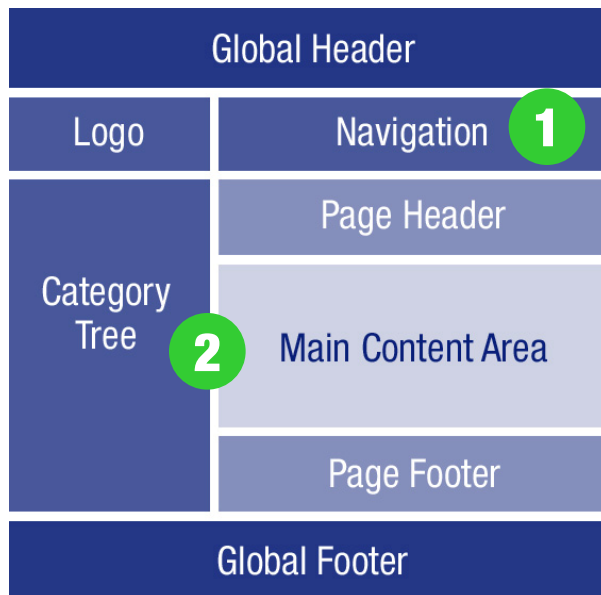 Global Header
Logo
Navigation
1
Page Header
Category
Tree
2
Main Content Area
Page Footer
Global Footer